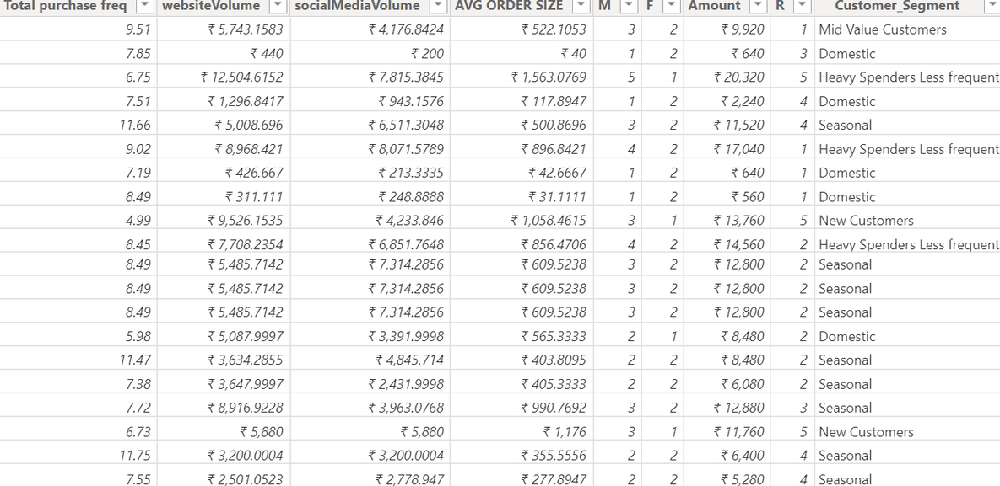 Total purchase freq websiteVolume socialMediaVolume AVG ORDER SIZE M F Amount R Customer_Segment
9.51 ₹ 5,743.1583 ₹ 4,176.8424 ₹ 522.1053 3 2 ₹ 9,920 1 Mid Value Customers
7.85 ₹ 440 ₹ 200 ₹ 40 1 2 ₹ 640 3 Domestic
6.75 ₹ 12,504.6152 ₹ 7,815.3845 ₹ 1,563.0769 5 1 ₹ 20,320 5 Heavy Spenders Less frequent
7.51 ₹ 1,296.8417 ₹ 943.1576 ₹ 117.8947 1 2 ₹ 2,240 4 Domestic
11.66 ₹ 5,008.696 ₹ 6,511.3048 ₹ 500.8696 3 2 ₹ 11,520 4 Seasonal
9.02 ₹ 8,968.421 ₹ 8,071.5789 ₹ 896.8421 4 2 ₹ 17,040 1 Heavy Spenders Less frequent
7.19 ₹ 426.667 ₹ 213.3335 ₹ 42.6667 1 2 ₹ 640 1 Domestic
8.49 ₹ 311.111 ₹ 248.8888 ₹ 31.1111 1 2 ₹ 560 1 Domestic
4.99 ₹ 9,526.1535 ₹ 4,233.846 ₹ 1,058.4615 3 1 ₹ 13,760 5 New Customers
8.45 ₹ 7,708.2354 ₹ 6,851.7648 ₹ 856.4706 4 2 ₹ 14,560 2 Heavy Spenders Less frequent
8.49 ₹ 5,485.7142 ₹ 7,314.2856 ₹ 609.5238 3 2 ₹ 12,800 2 Seasonal
8.49 ₹ 5,485.7142 ₹ 7,314.2856 ₹ 609.5238 3 2 ₹ 12,800 2 Seasonal
8.49 ₹ 5,485.7142 ₹ 7,314.2856 ₹ 609.5238 3 2 ₹ 12,800 2 Seasonal
5.98 ₹ 5,087.9997 ₹ 3,391.9998 ₹ 565.3333 2 1 ₹ 8,480 2 Domestic
11.47 ₹ 3,634.2855 ₹ 4,845.714 ₹ 403.8095 2 2 ₹ 8,480 2 Seasonal
7.38 ₹ 3,647.9997 ₹ 2,431.9998 ₹ 405.3333 2 2 ₹ 6,080 2 Seasonal
7.72 ₹ 8,916.9228 ₹ 3,963.0768 ₹ 990.7692 3 2 ₹ 12,880 3 Seasonal
6.73 ₹ 5,880 ₹ 5,880 ₹ 1,176 3 1 ₹ 11,760 5 New Customers
11.75 ₹ 3,200.0004 ₹ 3,200.0004 ₹ 355.5556 2 2 ₹ 6,400 4 Seasonal
7.55 ₹ 2,501.0523 ₹ 2,778.947 ₹ 277.8947 2 2 ₹ 5,280 4 Seasonal